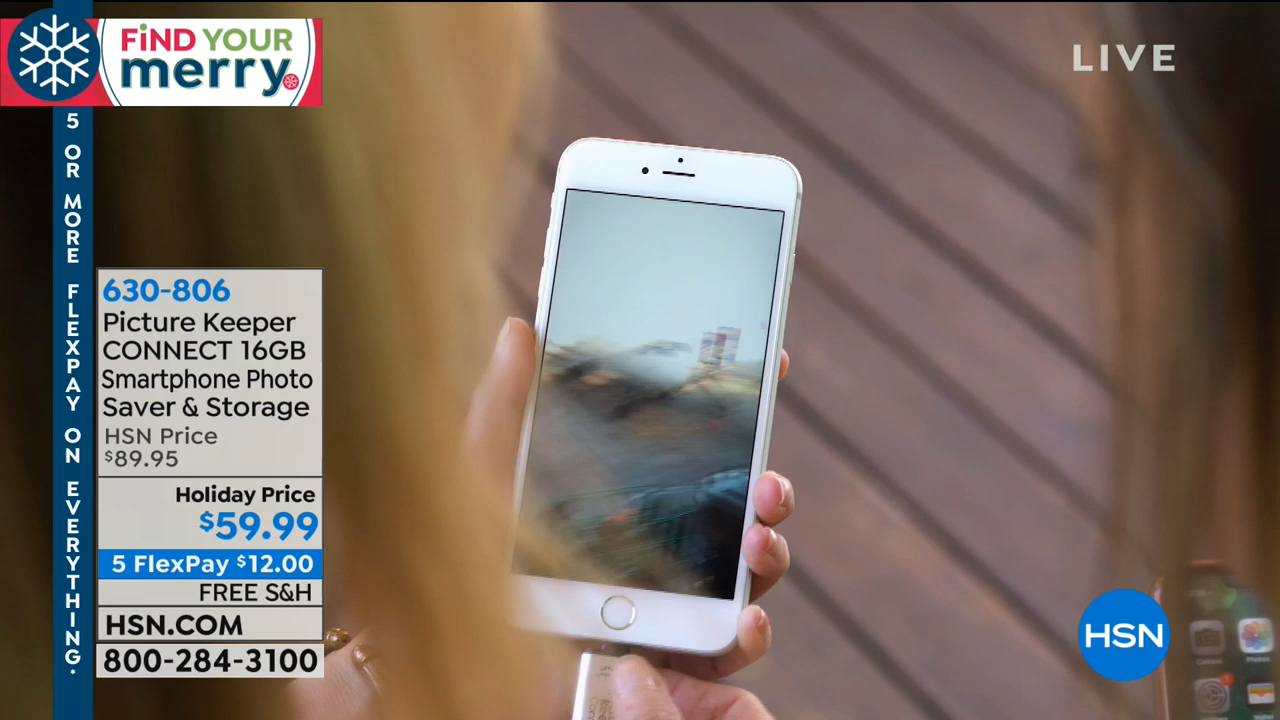 FiND YOUR
merry.
LIVE
5 OR MORE FLEXPAY ON EVERYTHING.
630-806
Picture Keeper
CONNECT 16GB
Smartphone Photo
Saver & Storage
HSN Price
$89.95
Holiday Price
$59.99
5 FlexPay $12.00
FREE S&H
HSN.COM
800-284-3100
HSN